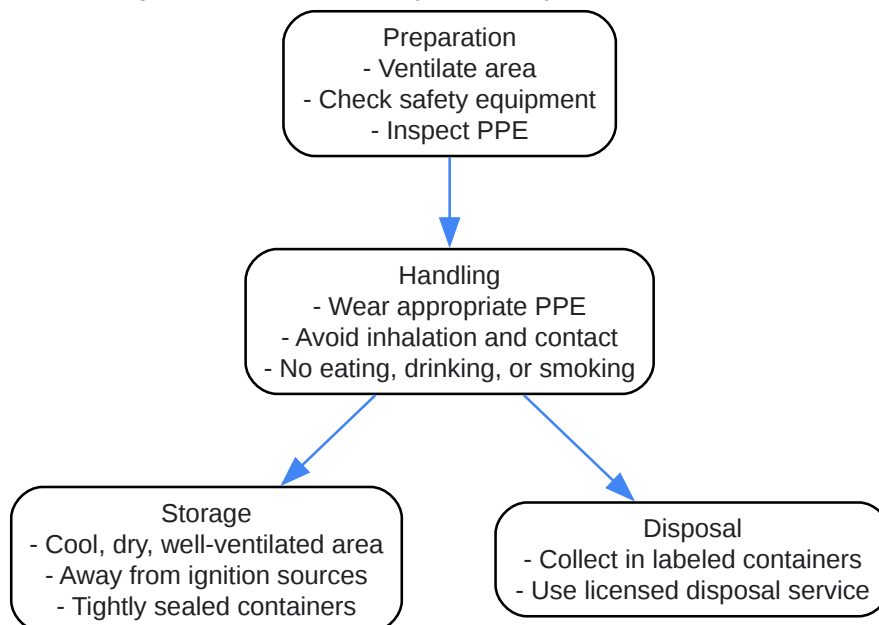 Preparation
- Ventilate area
- Check safety equipment
- Inspect PPE
Handling
- Wear appropriate PPE
- Avoid inhalation and contact
- No eating, drinking, or smoking
Storage
- Cool, dry, well-ventilated area
- Away from ignition sources
- Tightly sealed containers
Disposal
- Collect in labeled containers
- Use licensed disposal service